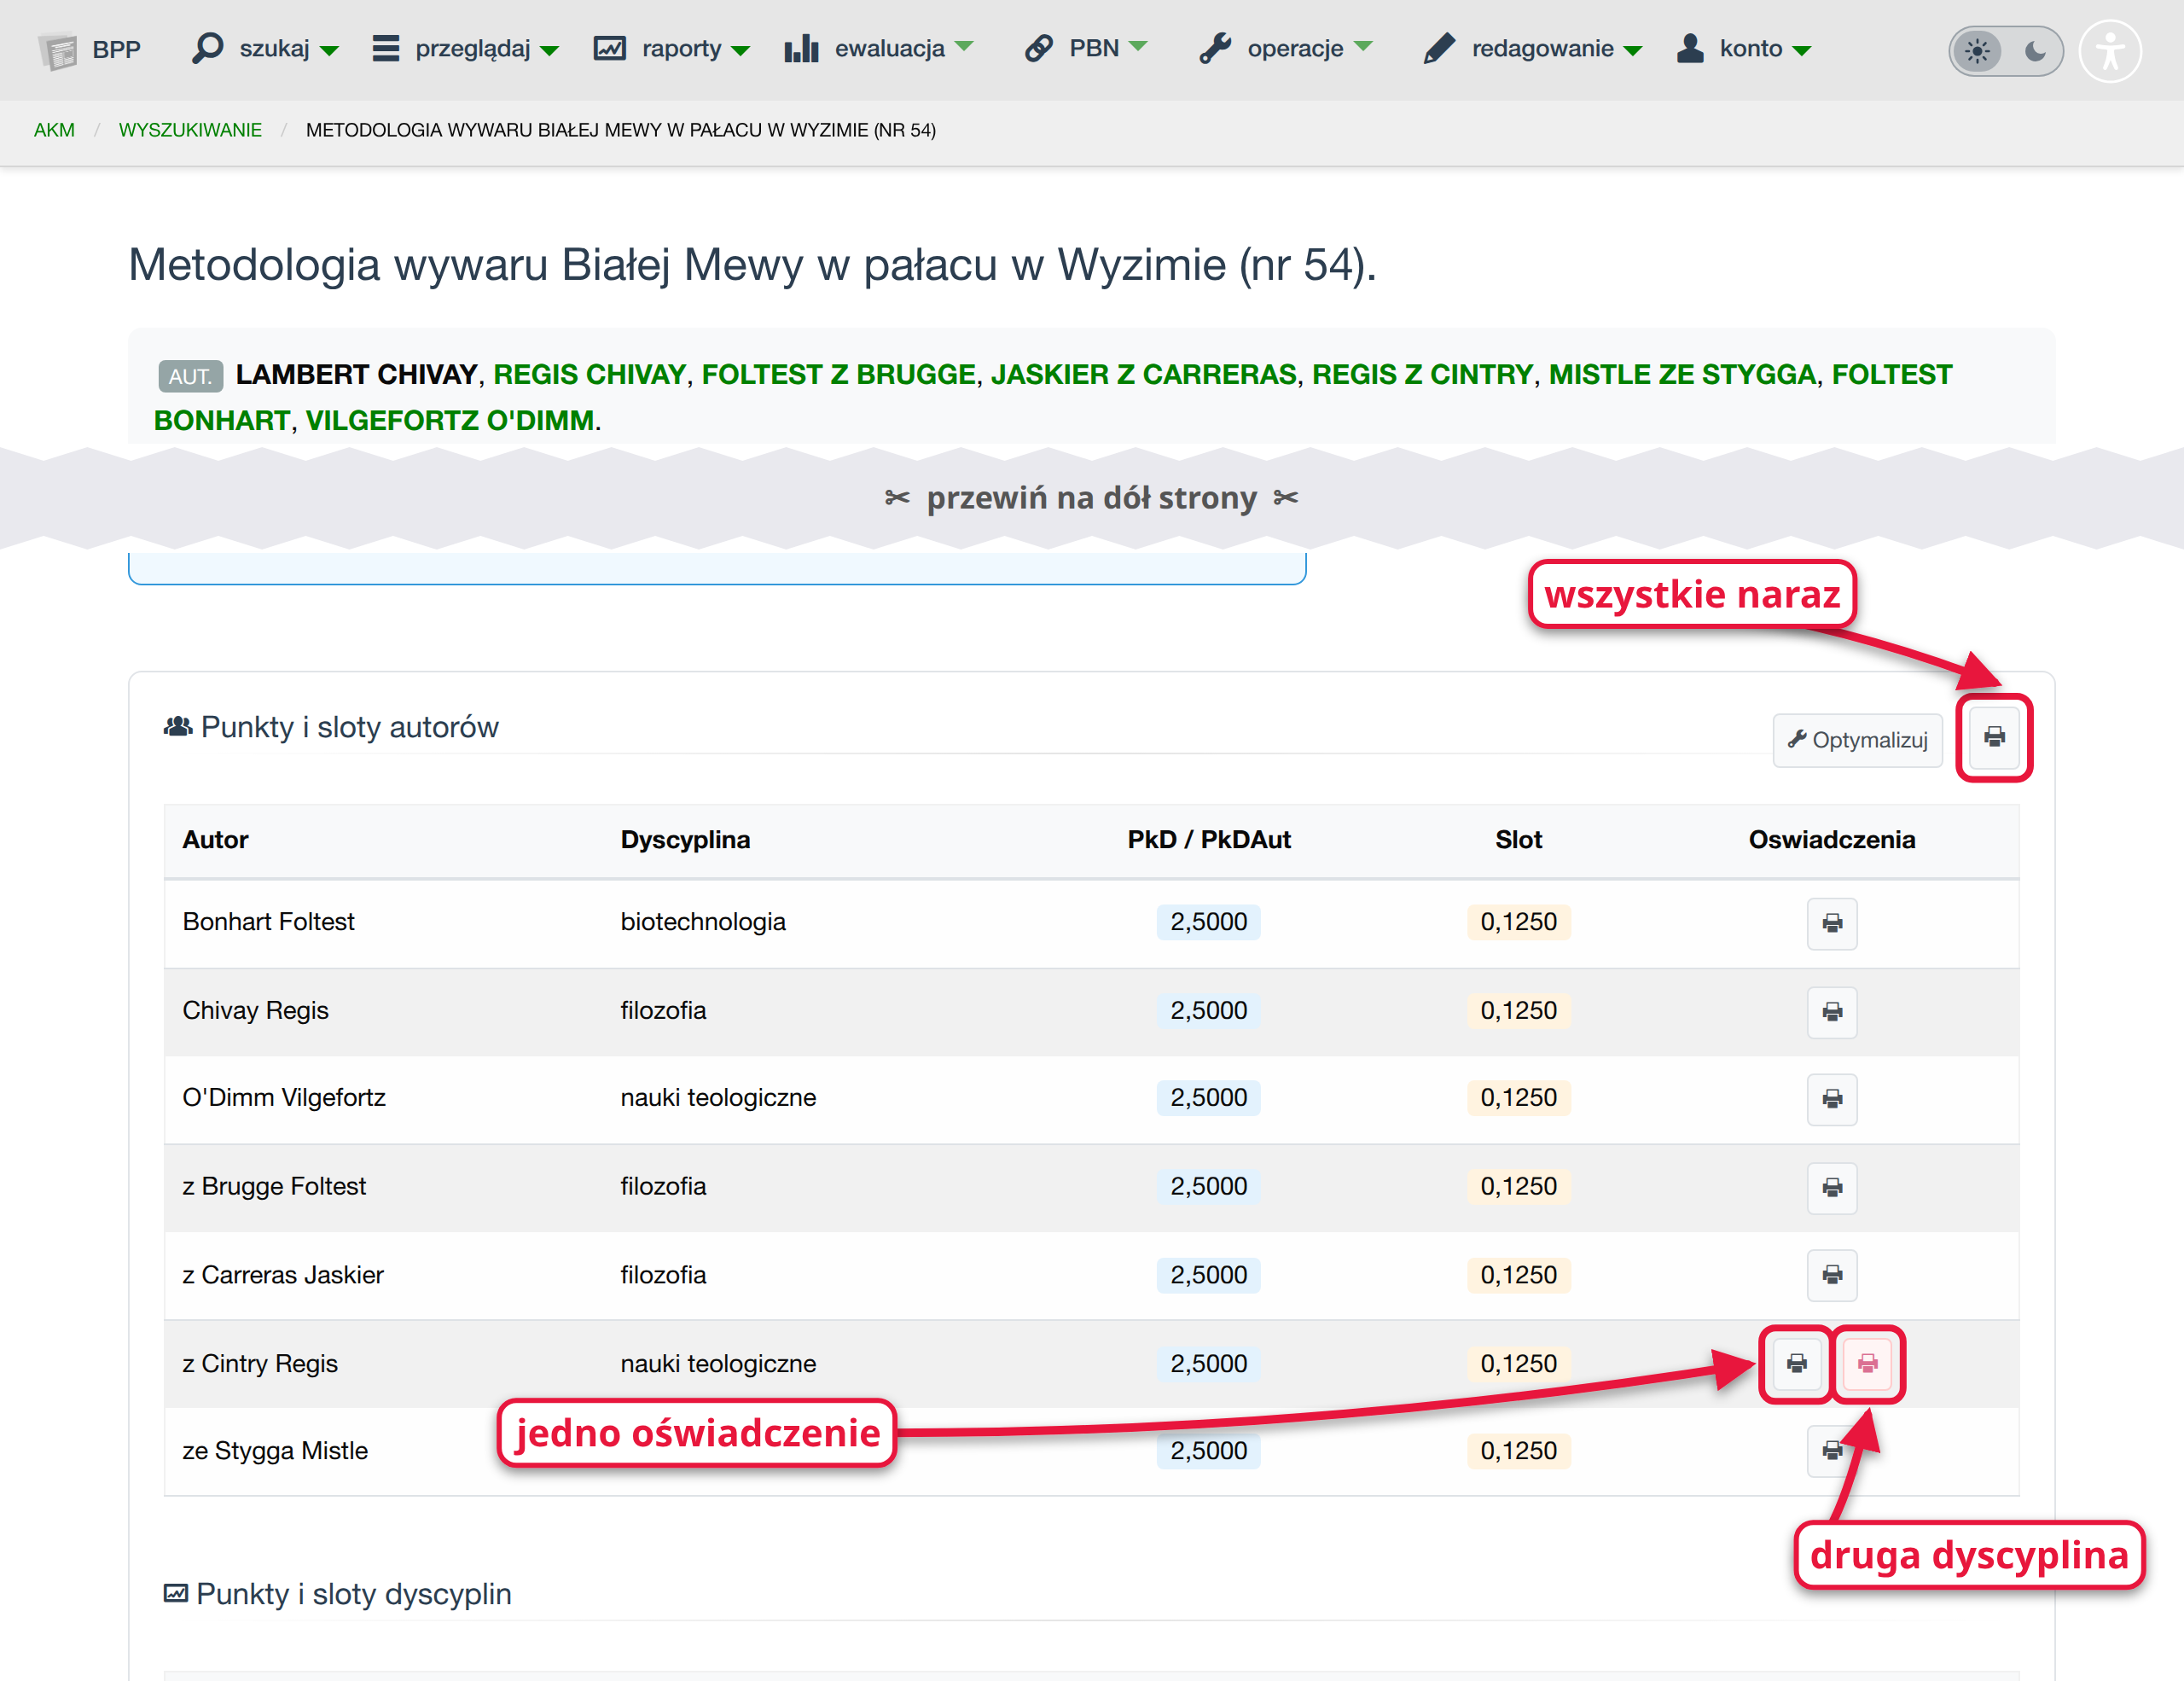 BPP szukaj przeglądaj raporty ewaluacja PBN operacje redagowanie konto
AKM / WYSZUKIWANIE / METODOLOGIA WYWARU BIAŁEJ MEWY W PAŁACU W WYZIMIE (NR 54)
Metodologia wywaru Białej Mewy w pałacu w Wyzimie (nr 54).
AUT. LAMBERT CHIVAY, REGIS CHIVAY, FOLTEST Z BRUGGE, JASKIER Z CARRERAS, REGIS Z CINTRY, MISTLE ZE STYGGA, FOLTEST
BONHART, VILGEFORTZ O'DIMM.
✂ przewiń na dół strony ✂
wszystkie naraz
Punkty i sloty autorów
Optymalizuj
Autor Dyscyplina PkD / PkDAut Slot Oswiadczenia
Bonhart Foltest biotechnologia 2,5000 0,1250
Chivay Regis filozofia 2,5000 0,1250
O'Dimm Vilgefortz nauki teologiczne 2,5000 0,1250
z Brugge Foltest filozofia 2,5000 0,1250
z Carreras Jaskier filozofia 2,5000 0,1250
z Cintry Regis nauki teologiczne 2,5000 0,1250
jedno oświadczenie
ze Stygga Mistle 2,5000 0,1250
druga dyscyplina
Punkty i sloty dyscyplin